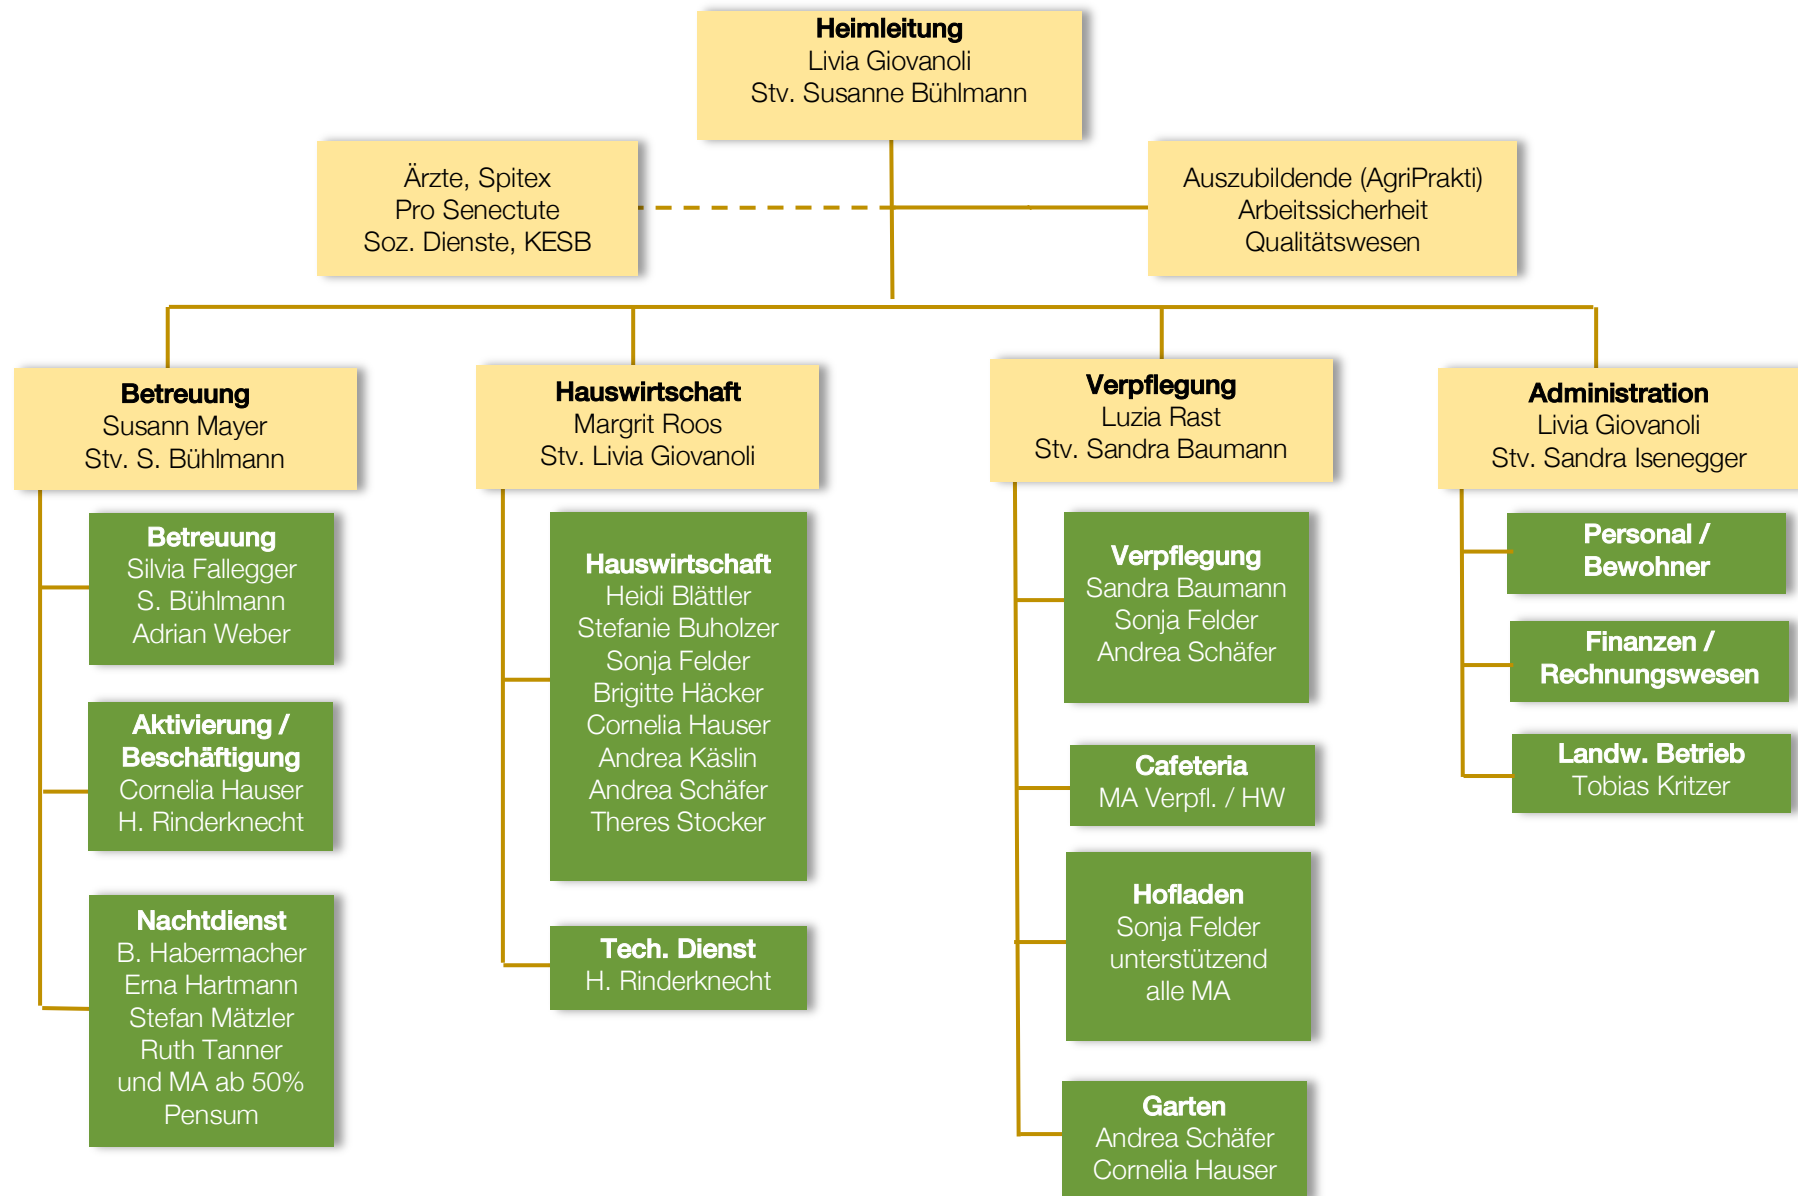 Heimleitung
Livia Giovanoli
Stv. Susanne Bühlmann
Ärzte, Spitex
Pro Senectute
Soz. Dienste, KESB
Auszubildende (AgriPrakti)
Arbeitssicherheit
Qualitätswesen
Betreuung
Susann Mayer
Stv. S. Bühlmann
Betreuung
Silvia Fallegger
S. Bühlmann
Adrian Weber
Aktivierung /
Beschäftigung
Cornelia Hauser
H. Rinderknecht
Nachtdienst
B. Habermacher
Erna Hartmann
Stefan Mätzler
Ruth Tanner
und MA ab 50%
Pensum
Hauswirtschaft
Margrit Roos
Stv. Livia Giovanoli
Hauswirtschaft
Heidi Blättler
Stefanie Buholzer
Sonja Felder
Brigitte Häcker
Cornelia Hauser
Andrea Käslin
Andrea Schäfer
Theres Stocker
Tech. Dienst
H. Rinderknecht
Verpflegung
Luzia Rast
Stv. Sandra Baumann
Verpflegung
Sandra Baumann
Sonja Felder
Andrea Schäfer
Cafeteria
MA Verpfl. / HW
Hofladen
Sonja Felder
unterstützend
alle MA
Garten
Andrea Schäfer
Cornelia Hauser
Administration
Livia Giovanoli
Stv. Sandra Isenegger
Personal /
Bewohner
Finanzen /
Rechnungswesen
Landw. Betrieb
Tobias Kritzer